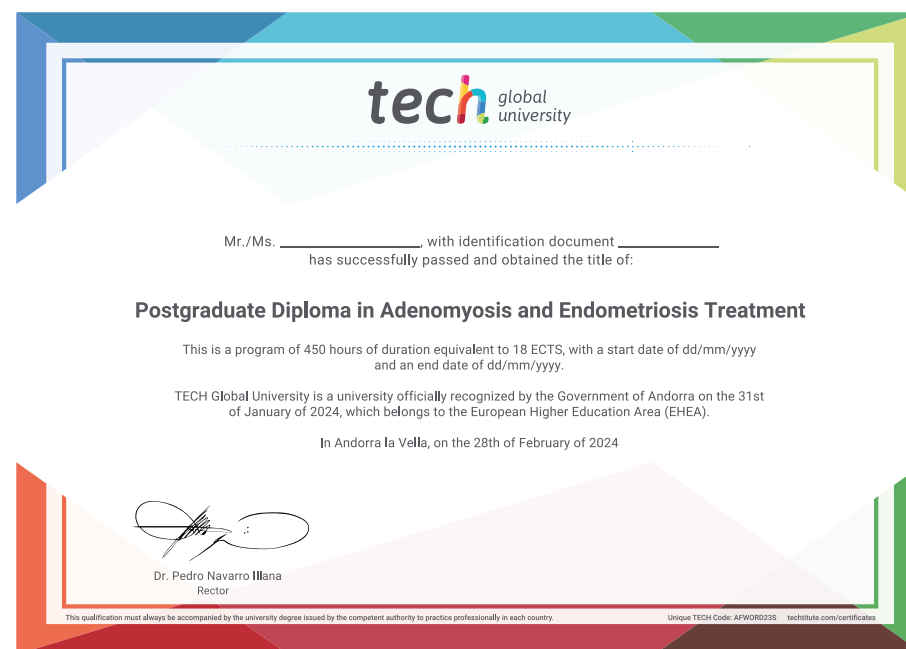 tech global university
Mr./Ms. ____________________, with identification document ______________
has successfully passed and obtained the title of:
Postgraduate Diploma in Adenomyosis and Endometriosis Treatment
This is a program of 450 hours of duration equivalent to 18 ECTS, with a start date of dd/mm/yyyy
and an end date of dd/mm/yyyy.
TECH Global University is a university officially recognized by the Government of Andorra on the 31st
of January of 2024, which belongs to the European Higher Education Area (EHEA).
In Andorra la Vella, on the 28th of February of 2024
Dr. Pedro Navarro Illana
Rector
This qualification must always be accompanied by the university degree issued by the competent authority to practice professionally in each country.
Unique TECH Code: AFWORD23S techtitute.com/certificates